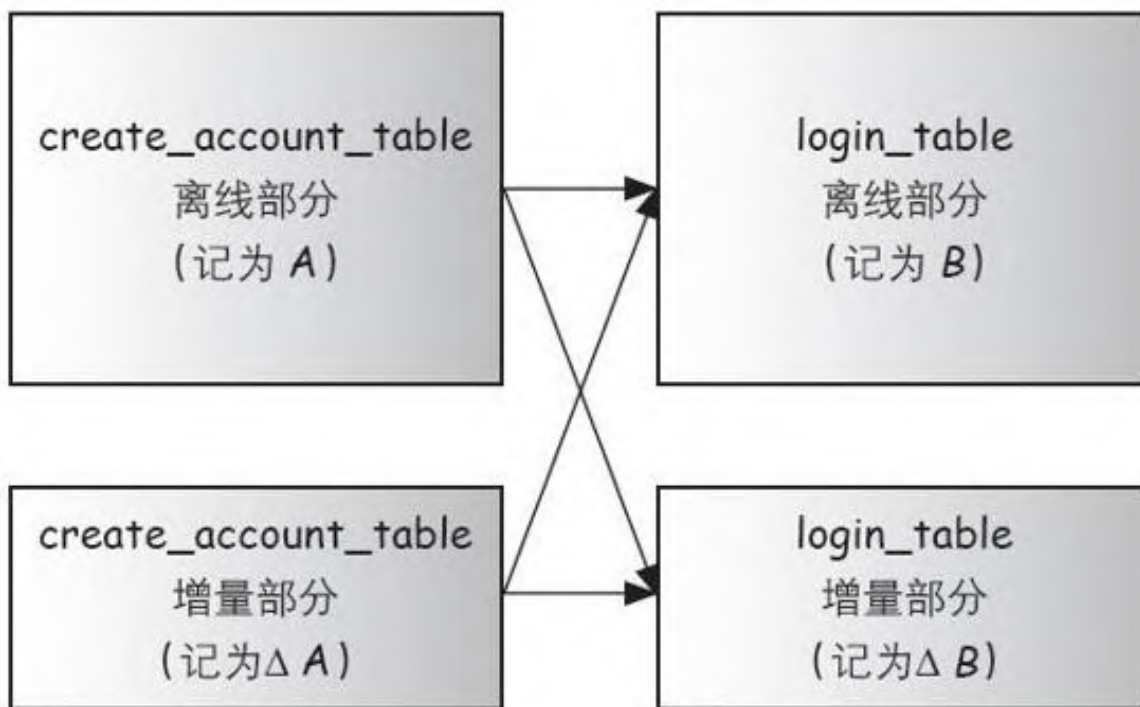 create_account_table
离线部分
(记为 A)
login_table
离线部分
(记为 B)
create_account_table
增量部分
(记为Δ A)
login_table
增量部分
(记为Δ B)